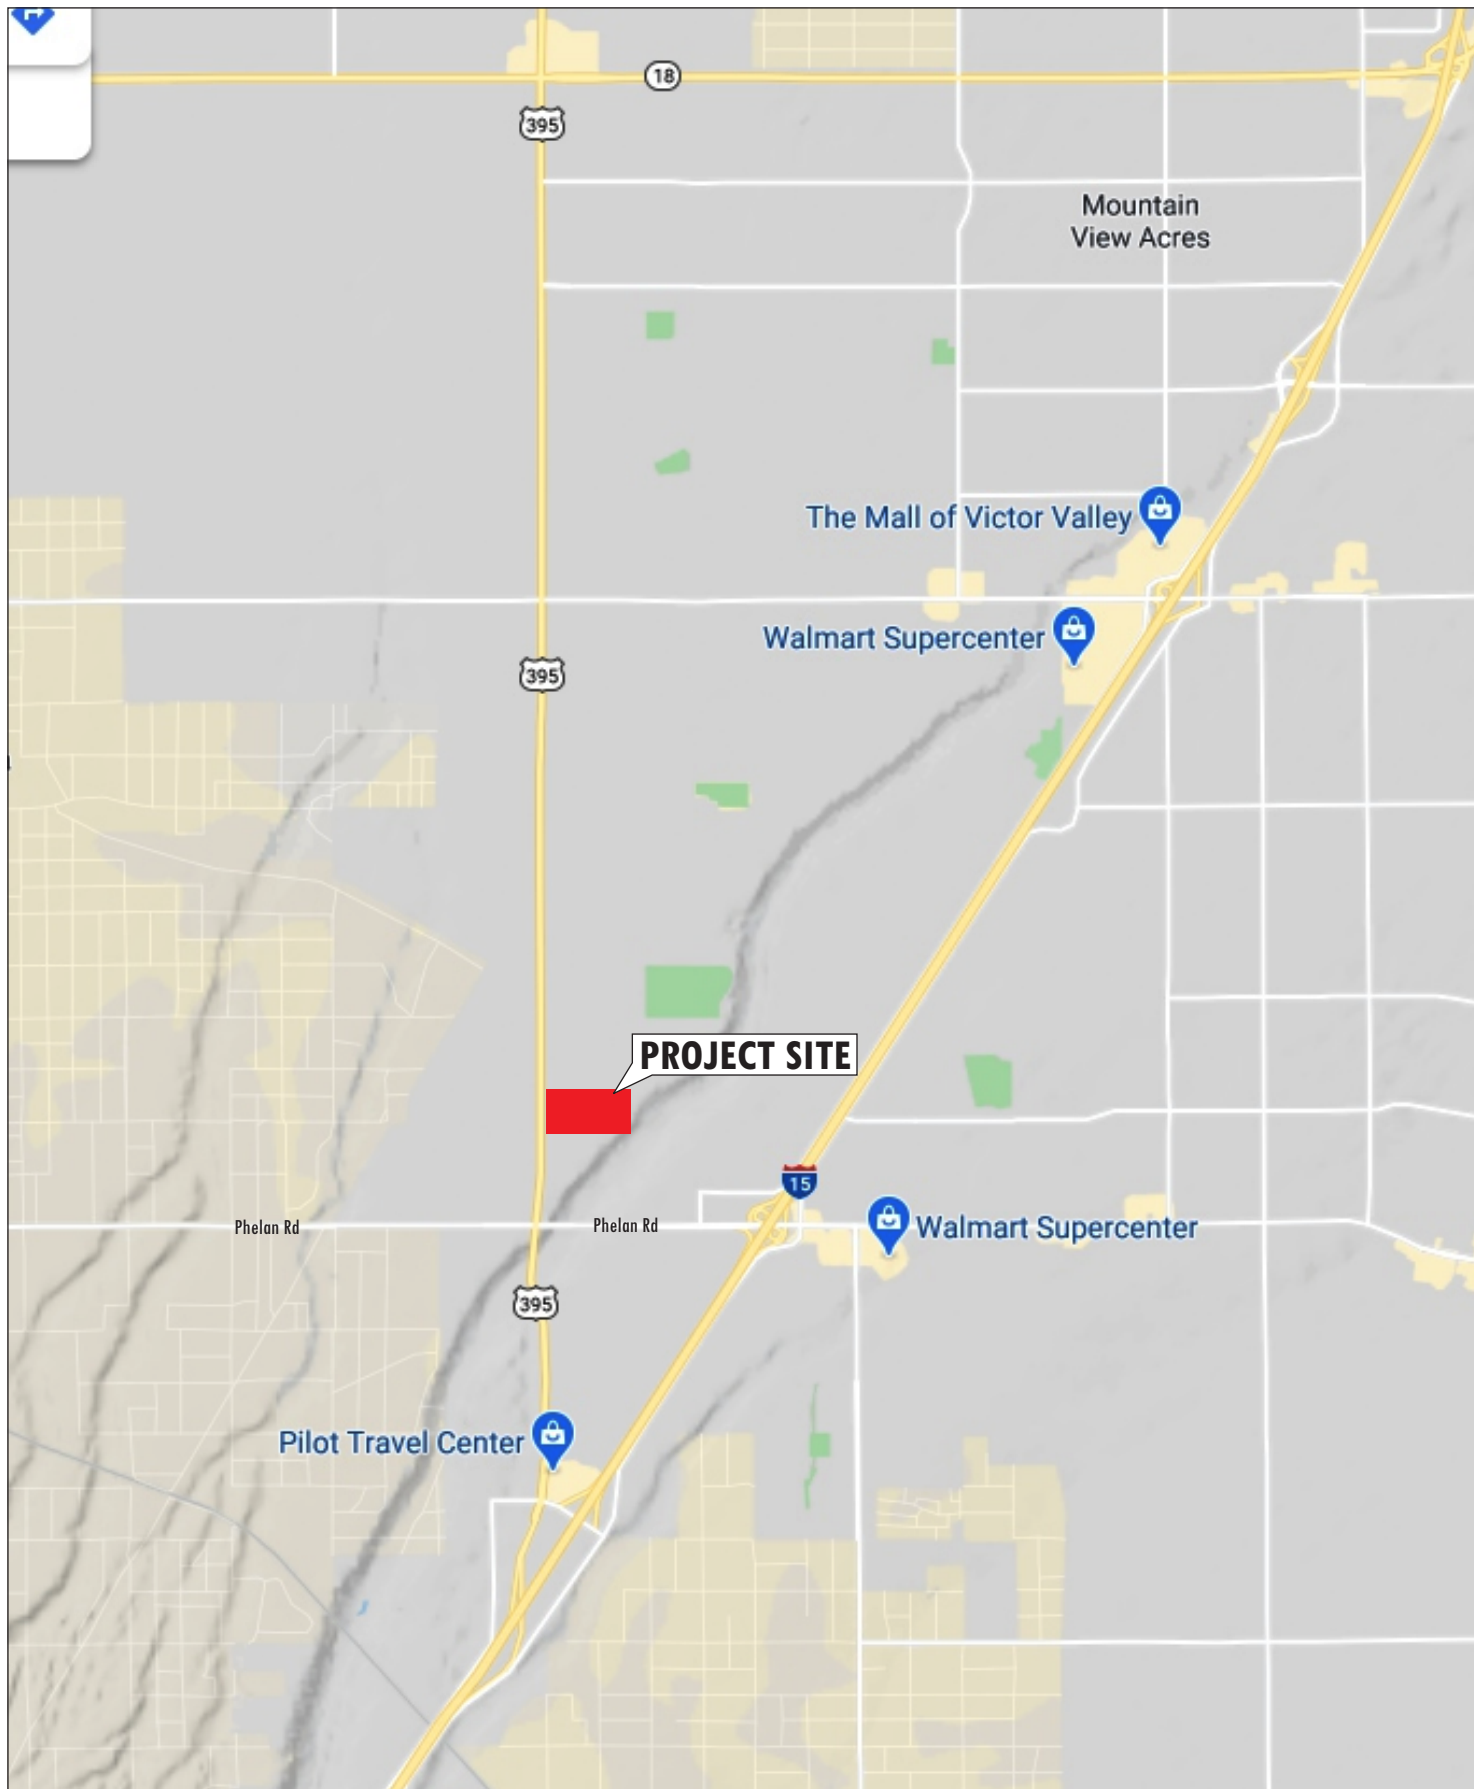 18
395
Mountain
View Acres
The Mall of Victor Valley
Walmart Supercenter
395
PROJECT SITE
15
Phelan Rd
Phelan Rd
Walmart Supercenter
395
Pilot Travel Center